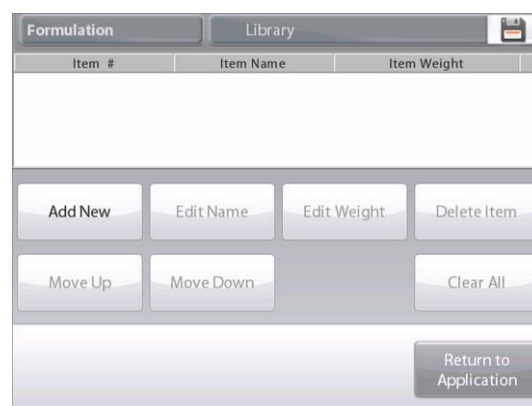 Formulation Library
Item # Item Name Item Weight
Add New Edit Name Edit Weight Delete Item
Move Up Move Down Clear All
Return to
Application